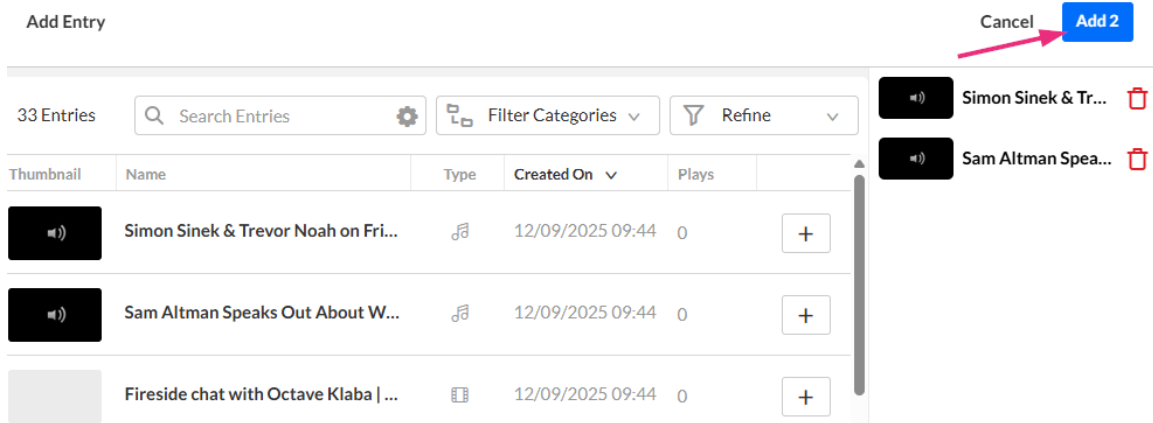 Add Entry
Cancel
Add 2
33 Entries
Search Entries
Filter Categories
Refine
Simon Sinek & Tr...
Sam Altman Spea...
Thumbnail Name Type Created On Plays
Simon Sinek & Trevor Noah on Fri... 12/09/2025 09:44 0 +
Sam Altman Speaks Out About W... 12/09/2025 09:44 0 +
Fireside chat with Octave Klaba | ... 12/09/2025 09:44 0 +